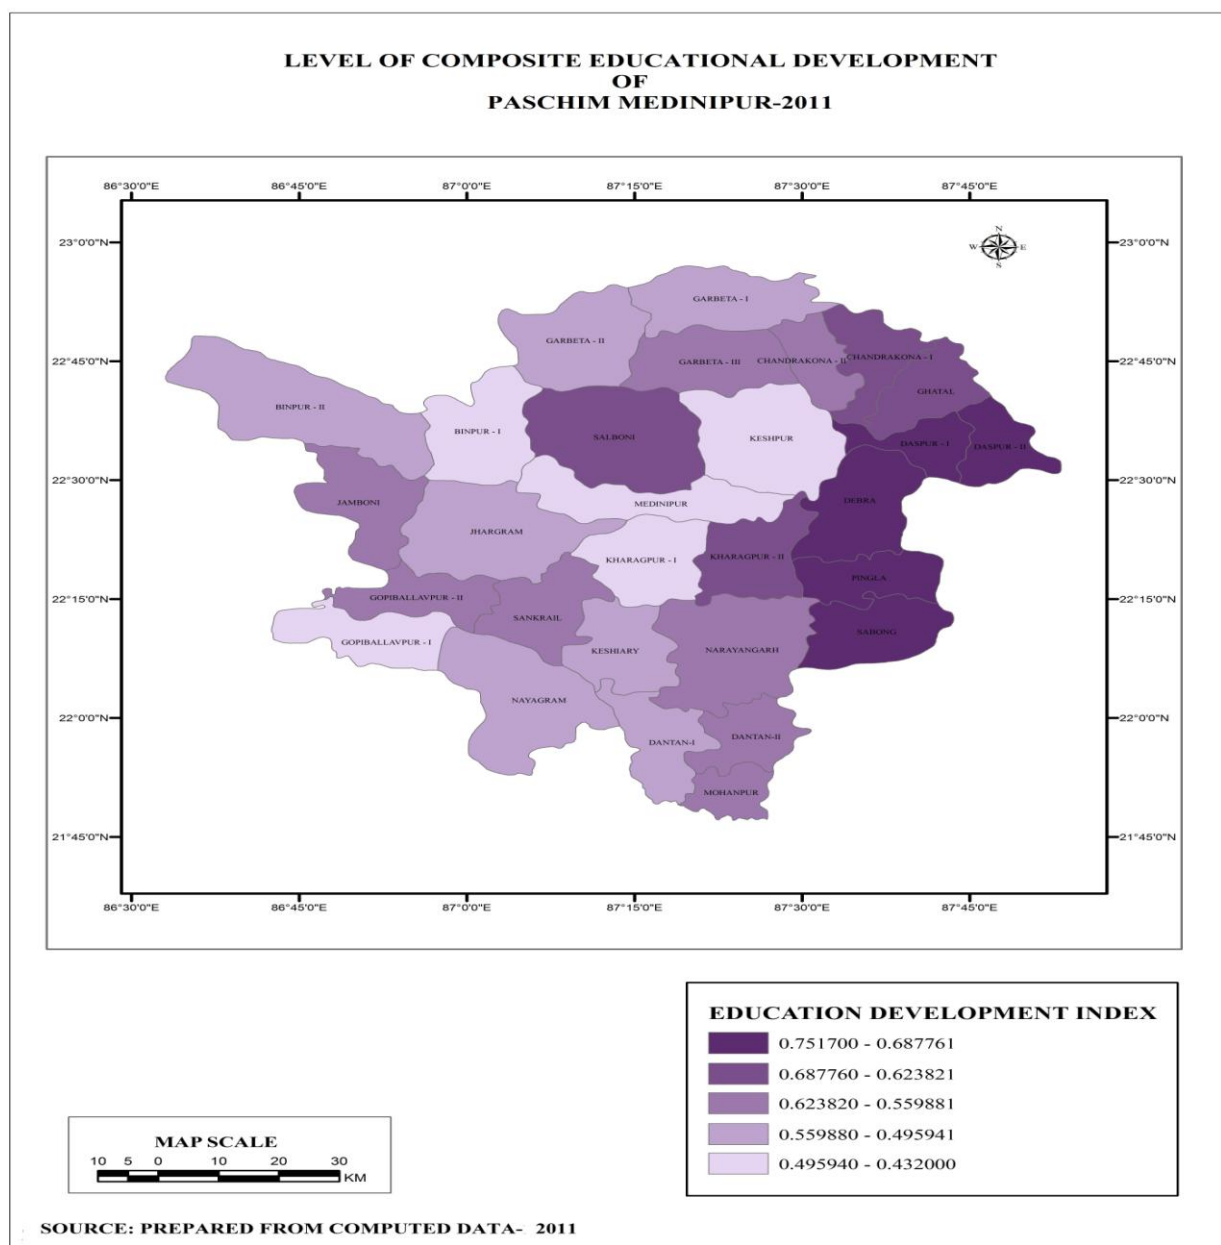 LEVEL OF COMPOSITE EDUCATIONAL DEVELOPMENT
OF
PASCHIM MEDINIPUR-2011
86°30'0"E 86°45'0"E 87°0'0"E 87°15'0"E 87°30'0"E 87°45'0"E
N
W E
S
23°0'0"N 23°0'0"N
GARBETA - I
GARBETA - II
22°45'0"N GARBETA - III CHANDRAKONA - II CHANDRAKONA - I 22°45'0"N
GHATAL
BINPUR - II
BINPUR - I SALBONI KESHPUR DASPUR - I DASPUR - II
22°30'0"N 22°30'0"N
JAMBONI MEDINIPUR DEBRA
JHARGRAM KHARAGPUR - I KHARAGPUR - II
PINGLA
22°15'0"N GOPIBALLAVPUR - II 22°15'0"N
SANKRAIL SABONG
GOPIBALLAVPUR - I KESHIARY NARAYANGARH
NAYAGRAM
22°0'0"N 22°0'0"N
DANTAN-I DANTAN-II
MOHANPUR
21°45'0"N 21°45'0"N
86°30'0"E 86°45'0"E 87°0'0"E 87°15'0"E 87°30'0"E 87°45'0"E
EDUCATION DEVELOPMENT INDEX
0.751700 - 0.687761
0.687760 - 0.623821
0.623820 - 0.559881
0.559880 - 0.495941
0.495940 - 0.432000
MAP SCALE
10 5 0 10 20 30
KM
SOURCE: PREPARED FROM COMPUTED DATA- 2011